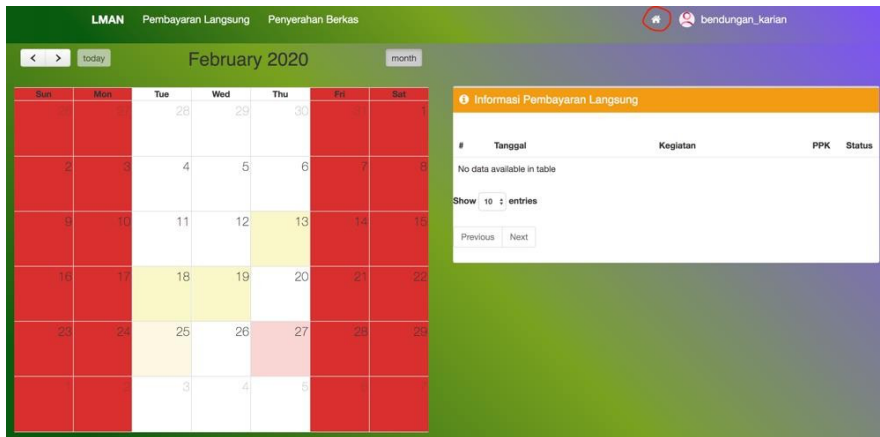 LMAN Pembayaran Langsung Penyerahan Berkas bendungan_karian
today February 2020 month
Sun Mon Tue Wed Thu Fri Sat
28 29 30 1
2 3 4 5 6 7 8
9 10 11 12 13 14 15
16 17 18 19 20 21 22
23 24 25 26 27 28 29
3 4 5
Informasi Pembayaran Langsung
# Tanggal Kegiatan PPK Status
No data available in table
Show 10 entries
Previous Next